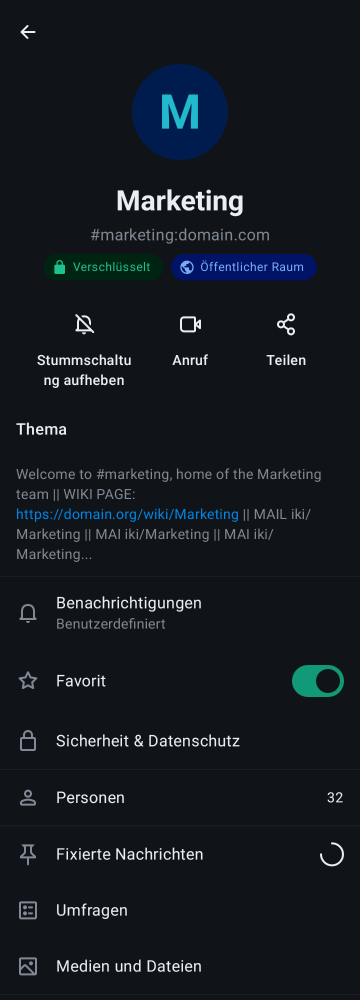 M
Marketing
#marketing:domain.com
Verschlüsselt
Öffentlicher Raum
Stummschaltu
ng aufheben
Anruf
Teilen
Thema
Welcome to #marketing, home of the Marketing
team || WIKI PAGE:
https://domain.org/wiki/Marketing || MAIL iki/
Marketing || MAI iki/Marketing || MAI iki/
Marketing...
Benachrichtigungen
Benutzerdefiniert
Favorit
Sicherheit & Datenschutz
Personen 32
Fixierte Nachrichten
Umfragen
Medien und Dateien